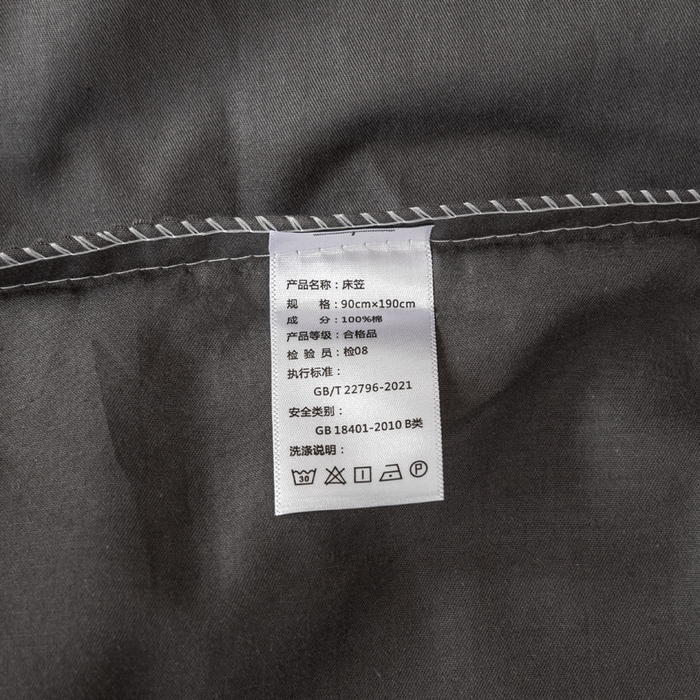 产品名称：床笠
规 格：90cm×190cm
成 分：100%棉
产品等级：合格品
检 验 员：检08
执行标准：
GB/T 22796-2021
安全类别：
GB 18401-2010 B类
洗涤说明：
30 P